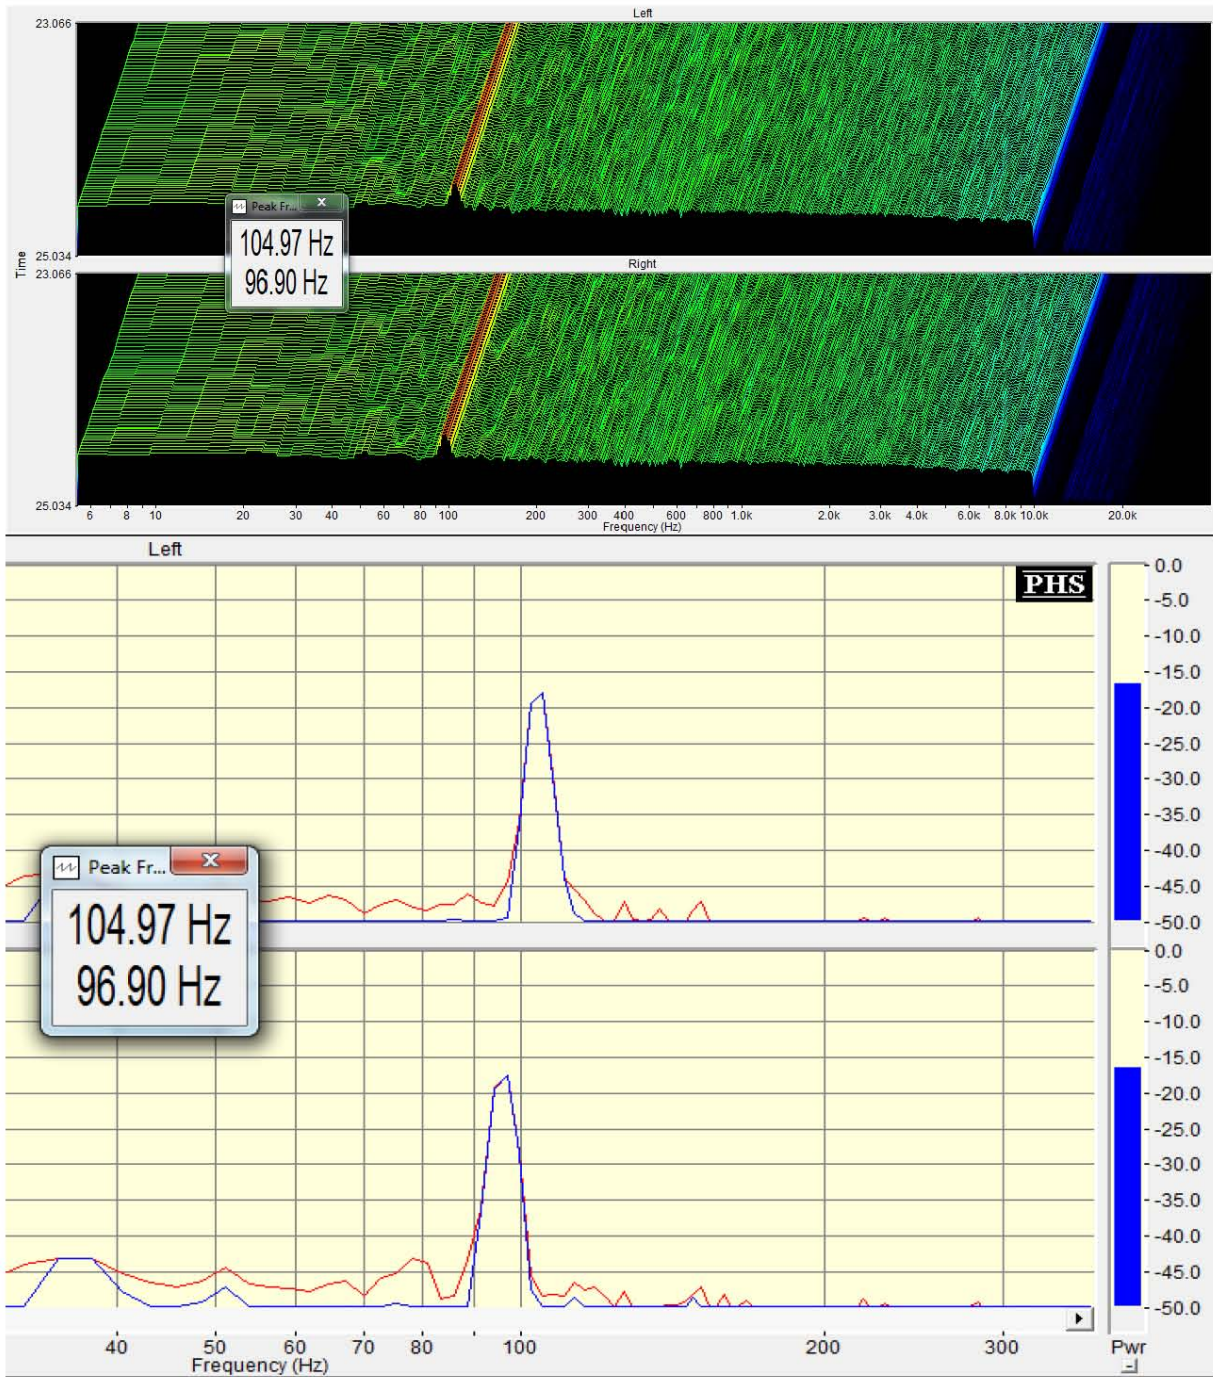 Left
23.066
Peak Fr... x
104.97 Hz
96.90 Hz
Time
25.034
Right
23.066
25.034
6 8 10 20 30 40 60 80 100 200 300 400 600 800 1.0k 2.0k 3.0k 4.0k 6.0k 8.0k 10.0k 20.0k
Frequency (Hz)
Left
PHS
0.0
-5.0
-10.0
-15.0
-20.0
-25.0
-30.0
-35.0
-40.0
-45.0
-50.0
Peak Fr... x
104.97 Hz
96.90 Hz
0.0
-5.0
-10.0
-15.0
-20.0
-25.0
-30.0
-35.0
-40.0
-45.0
-50.0
40 50 60 70 80 100 200 300 Pwr
Frequency (Hz)